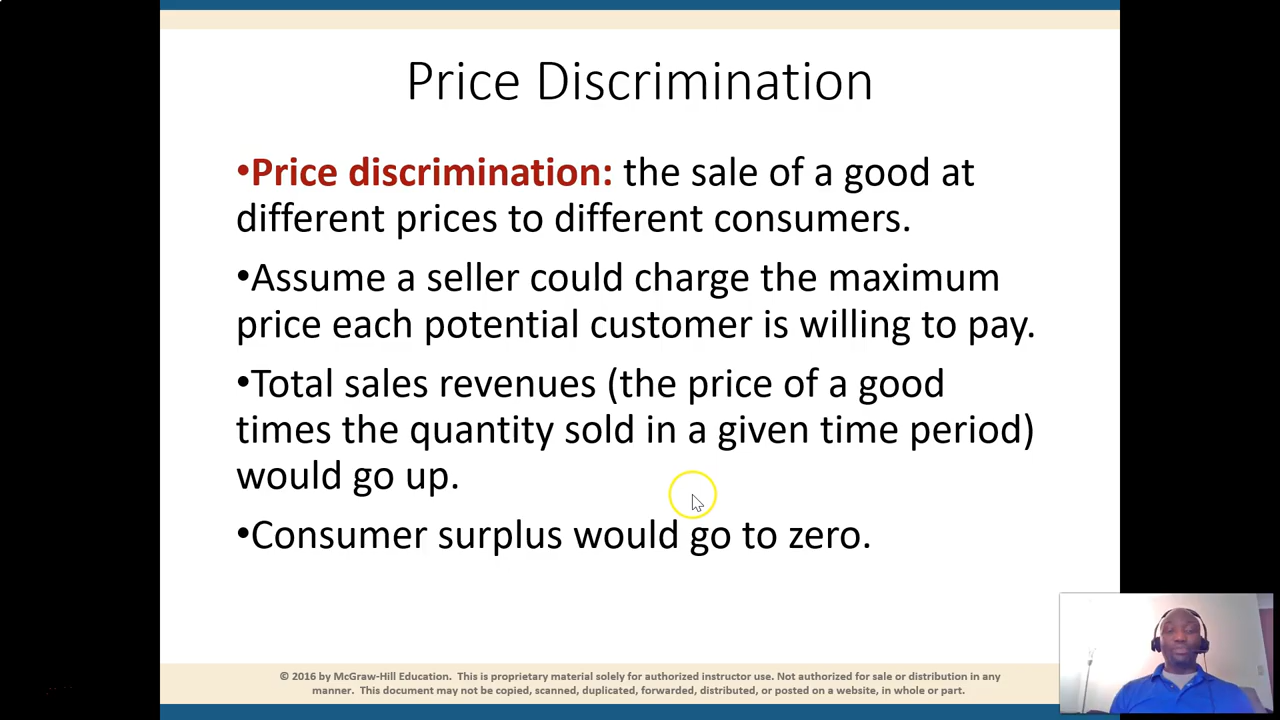 Price Discrimination
•Price discrimination: the sale of a good at
different prices to different consumers.
•Assume a seller could charge the maximum
price each potential customer is willing to pay.
•Total sales revenues (the price of a good
times the quantity sold in a given time period)
would go up.
•Consumer surplus would go to zero.
© 2016 by McGraw-Hill Education. This is proprietary material solely for authorized instructor use. Not authorized for sale or distribution in any
manner. This document may not be copied, scanned, duplicated, forwarded, distributed, or posted on a website, in whole or part.